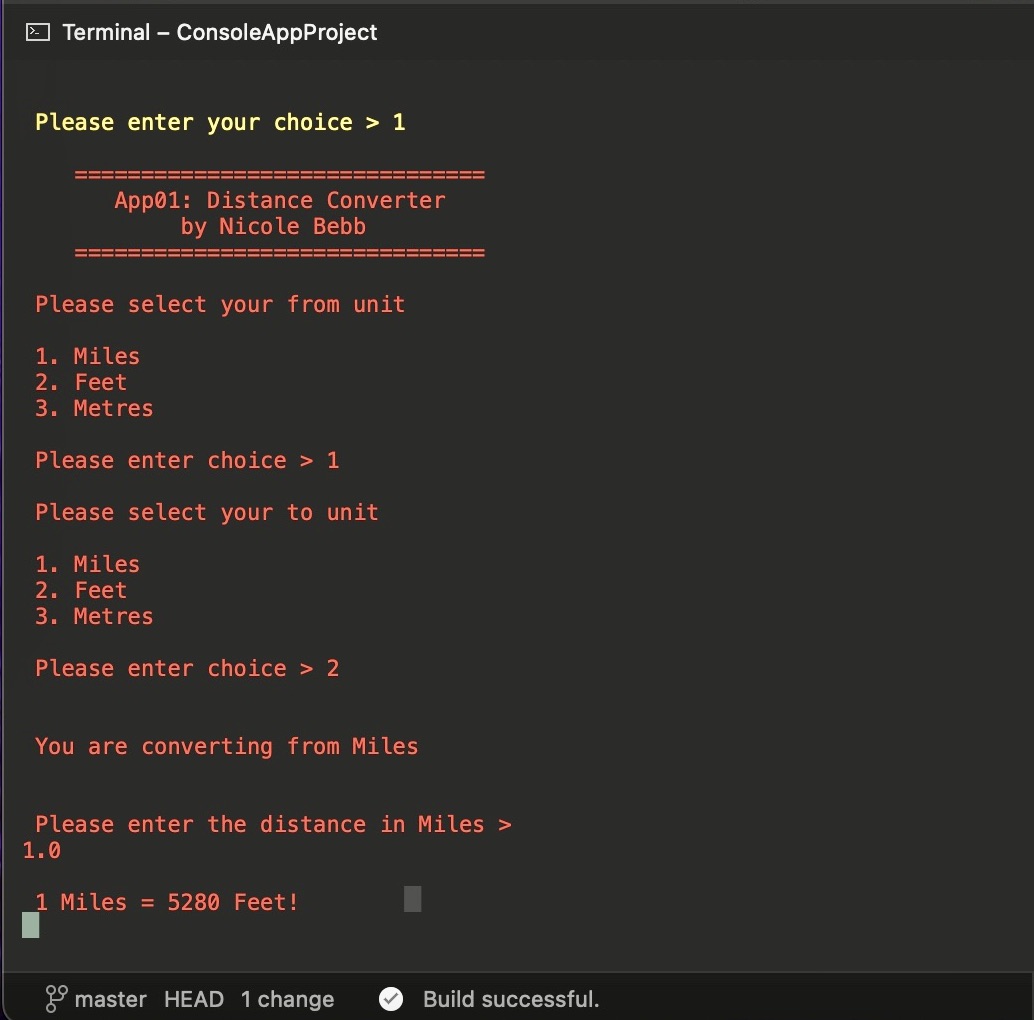 Terminal – ConsoleAppProject
Please enter your choice > 1
===============================
App01: Distance Converter
by Nicole Bebb
===============================
Please select your from unit
1. Miles
2. Feet
3. Metres
Please enter choice > 1
Please select your to unit
1. Miles
2. Feet
3. Metres
Please enter choice > 2
You are converting from Miles
Please enter the distance in Miles >
1.0
1 Miles = 5280 Feet!
master HEAD 1 change Build successful.